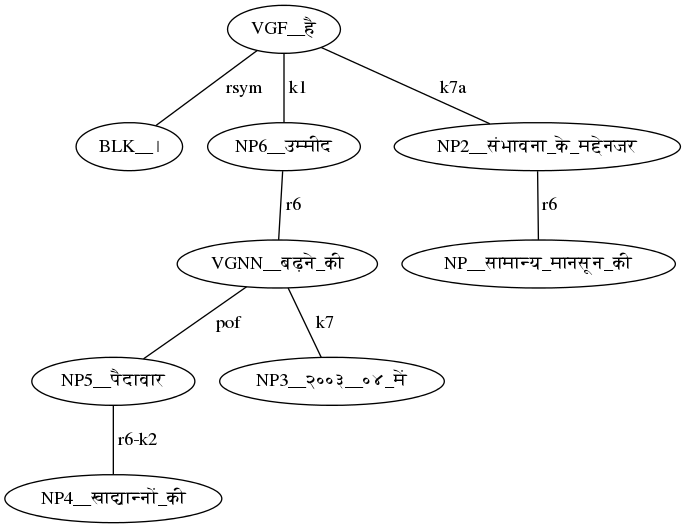 VGF__है
rsym k1 k7a
BLK__। NP6__उम्मीद NP2__संभावना_के_मद्देनजर
r6 r6
VGNN__बढ़ने_की NP__सामान्य_मानसून_की
pof k7
NP5__पैदावार NP3__२००३__०४_में
r6-k2
NP4__खाद्यान्नों_की